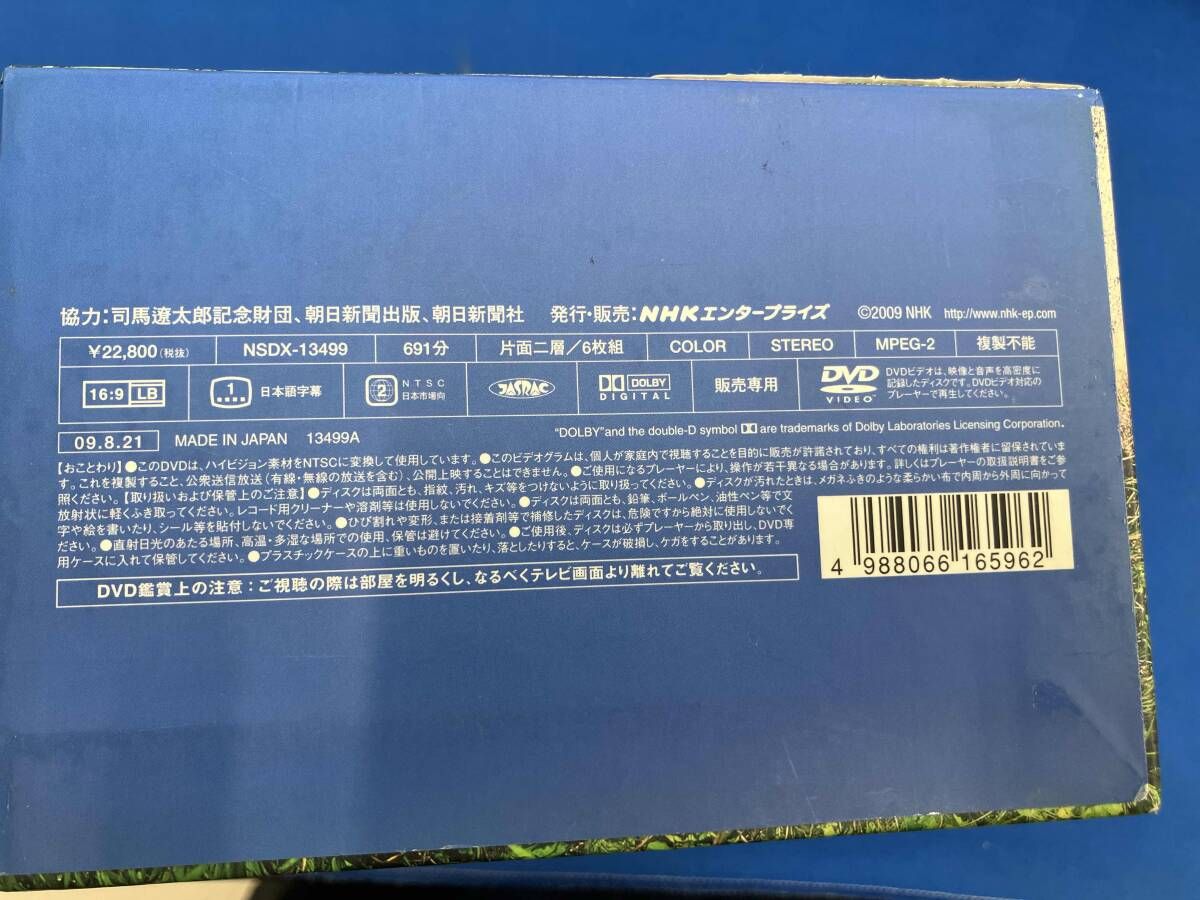 協力：司馬遼太郎記念財団、朝日新聞出版、朝日新聞社　発行・販売：NHKエンタープライズ　©2009 NHK　http://www.nhk-ep.com
¥22,800（税抜）　NSDX-13499　691分　片面二層／6枚組　COLOR　STEREO　MPEG-2　複製不能
16:9 LB　1 日本語字幕　2 NTSC 日本市場向　JASRAC　DOLBY DIGITAL　販売専用　DVD VIDEO　DVDビデオは、映像と音声を高密度に
記録したディスクです。DVDビデオ対応の
プレーヤーで再生してください。
09.8.21　MADE IN JAPAN　13499A　"DOLBY"and the double-D symbol are trademarks of Dolby Laboratories Licensing Corporation.
【おことわり】●このDVDは、ハイビジョン素材をNTSCに変換して使用しています。●このビデオグラムは、個人が家庭内で視聴することを目的に販売が許諾されており、すべての権利は著作権者に留保されていま
す。これを複製すること、公衆送信放送（有線・無線の放送を含む）、公開上映することはできません。●ご使用になるプレーヤーにより、操作が若干異なる場合があります。詳しくはプレーヤーの取扱説明書をご参
照ください。【取り扱いおよび保管上のご注意】●ディスクは両面とも、指紋、汚れ、キズ等をつけないように取り扱ってください。●ディスクが汚れたときは、メガネふきのような柔らかい布で内周から外周に向かって
放射状に軽くふき取ってください。レコード用クリーナーや溶剤等は使用しないでください。●ディスクは両面とも、鉛筆、ボールペン、油性ペン等で文
字や絵を書いたり、シール等を貼付しないでください。●ひび割れや変形、または接着剤等で補修したディスクは、危険ですから絶対に使用しないでく
ださい。●直射日光のあたる場所、高温・多湿な場所での使用、保管は避けてください。●ご使用後、ディスクは必ずプレーヤーから取り出し、DVD専
用ケースに入れて保管してください。●プラスチックケースの上に重いものを置いたり、落としたりすると、ケースが破損し、ケガをすることがあります。
DVD鑑賞上の注意：ご視聴の際は部屋を明るくし、なるべくテレビ画面より離れてご覧ください。
4 988066 165962